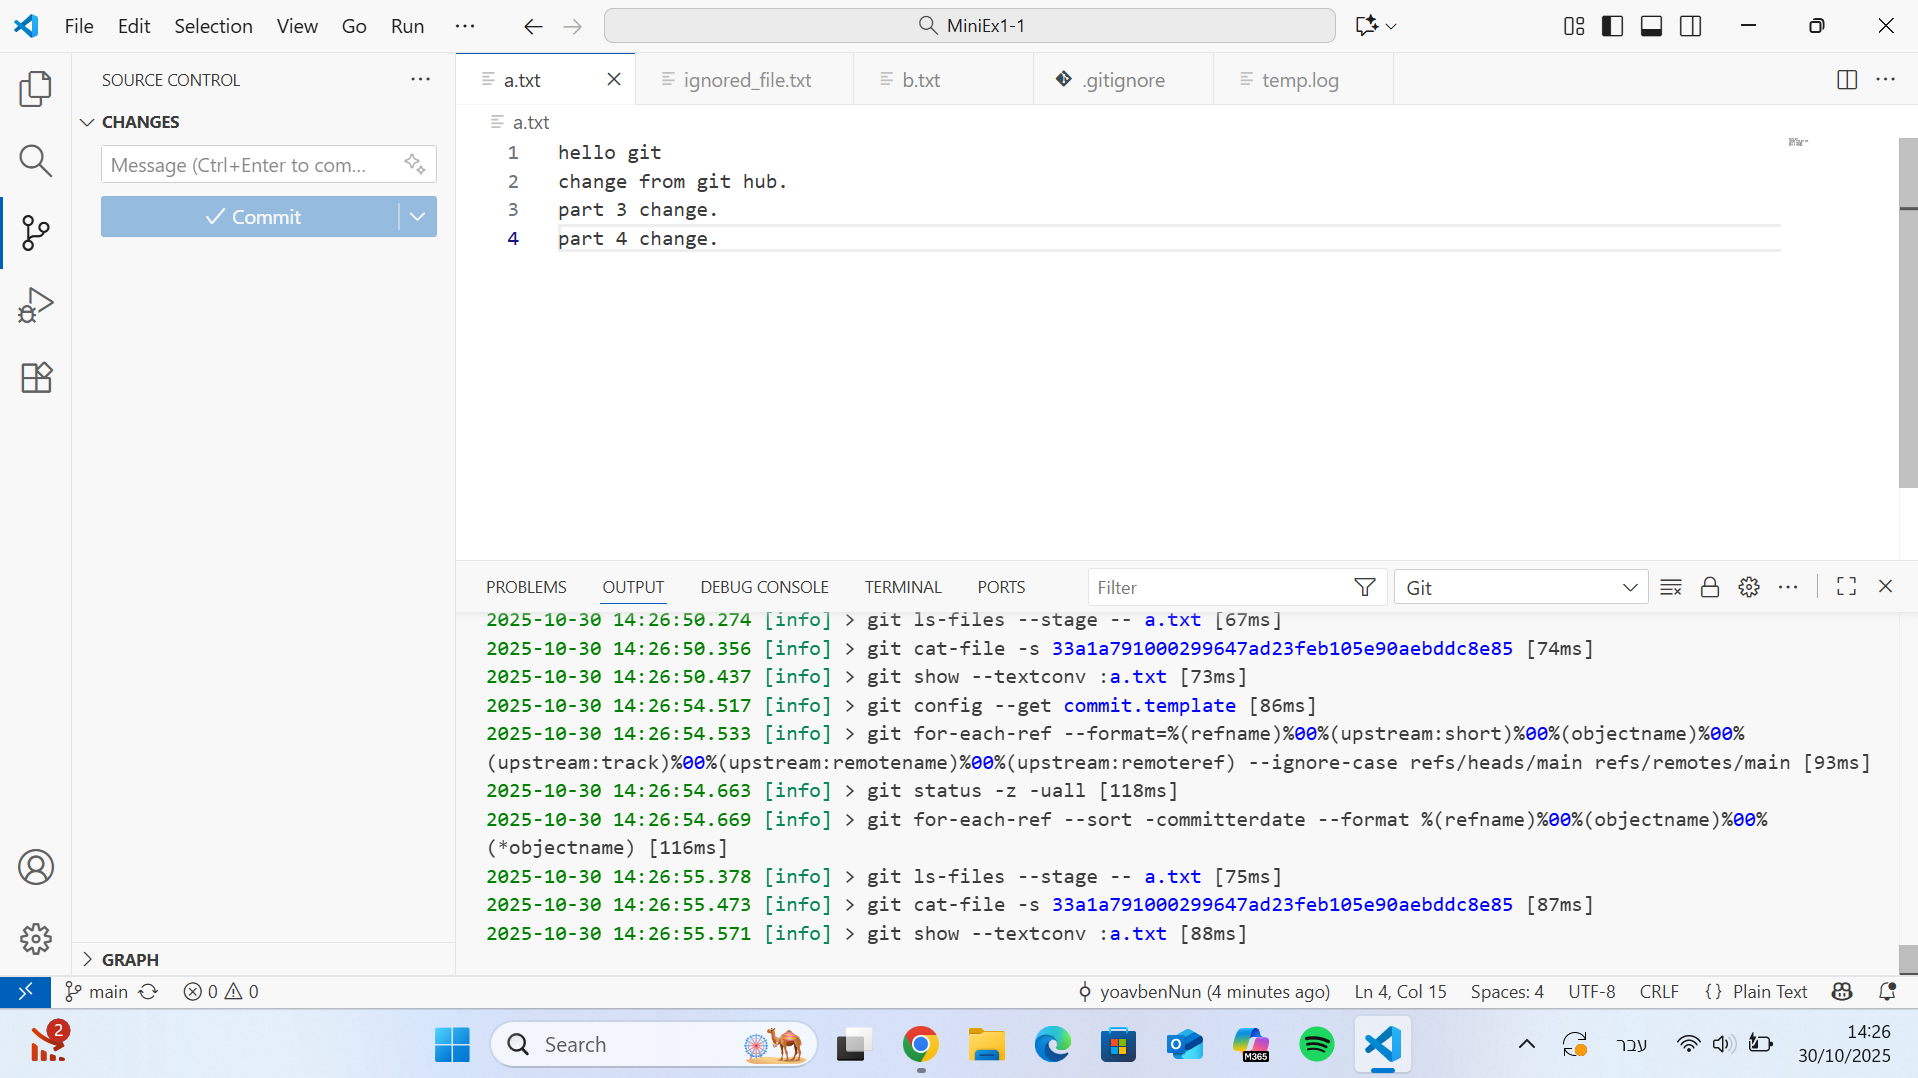 File Edit Selection View Go Run ···
MiniEx1-1
SOURCE CONTROL
CHANGES
Message (Ctrl+Enter to com...
Commit
GRAPH
a.txt
ignored_file.txt
b.txt
.gitignore
temp.log
a.txt
1 hello git
2 change from git hub.
3 part 3 change.
4 part 4 change.
PROBLEMS OUTPUT DEBUG CONSOLE TERMINAL PORTS
Filter
Git
2025-10-30 14:26:50.274 [info] > git ls-files --stage -- a.txt [67ms]
2025-10-30 14:26:50.356 [info] > git cat-file -s 33a1a791000299647ad23feb105e90aebddc8e85 [74ms]
2025-10-30 14:26:50.437 [info] > git show --textconv :a.txt [73ms]
2025-10-30 14:26:54.517 [info] > git config --get commit.template [86ms]
2025-10-30 14:26:54.533 [info] > git for-each-ref --format=%(refname)%00%(upstream:short)%00%(objectname)%00%
(upstream:track)%00%(upstream:remotename)%00%(upstream:remoteref) --ignore-case refs/heads/main refs/remotes/main [93ms]
2025-10-30 14:26:54.663 [info] > git status -z -uall [118ms]
2025-10-30 14:26:54.669 [info] > git for-each-ref --sort -committerdate --format %(refname)%00%(objectname)%00%
(*objectname) [116ms]
2025-10-30 14:26:55.378 [info] > git ls-files --stage -- a.txt [75ms]
2025-10-30 14:26:55.473 [info] > git cat-file -s 33a1a791000299647ad23feb105e90aebddc8e85 [87ms]
2025-10-30 14:26:55.571 [info] > git show --textconv :a.txt [88ms]
main 0 0 yoavbenNun (4 minutes ago) Ln 4, Col 15 Spaces: 4 UTF-8 CRLF {} Plain Text
2
Search
M365
עבר
14:26
30/10/2025